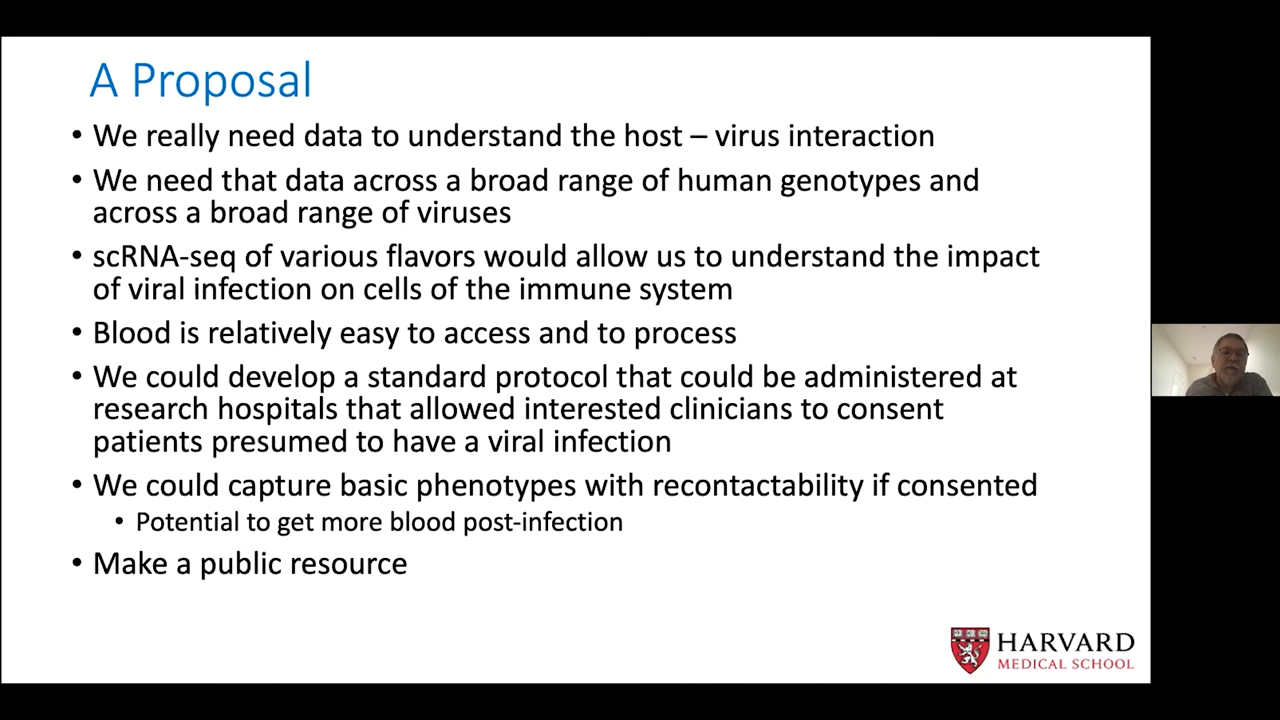 A Proposal
• We really need data to understand the host – virus interaction
• We need that data across a broad range of human genotypes and
across a broad range of viruses
• scRNA-seq of various flavors would allow us to understand the impact
of viral infection on cells of the immune system
• Blood is relatively easy to access and to process
• We could develop a standard protocol that could be administered at
research hospitals that allowed interested clinicians to consent
patients presumed to have a viral infection
• We could capture basic phenotypes with recontactability if consented
• Potential to get more blood post-infection
• Make a public resource
HARVARD
MEDICAL SCHOOL